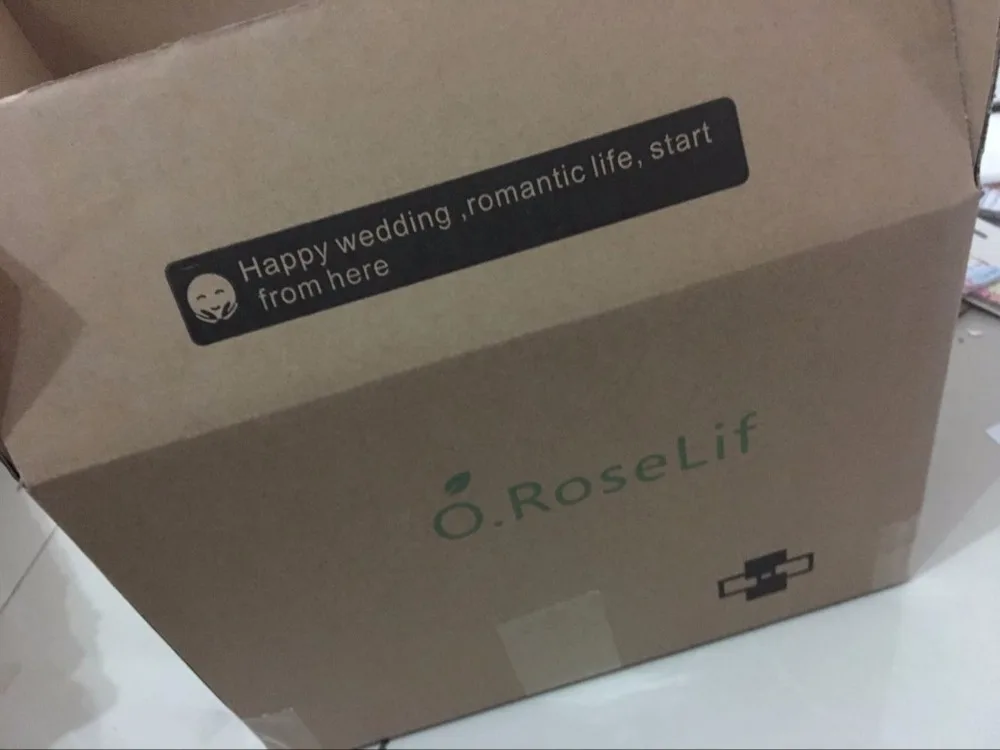 Happy wedding ,romantic life, start
from here
O.RoseLif